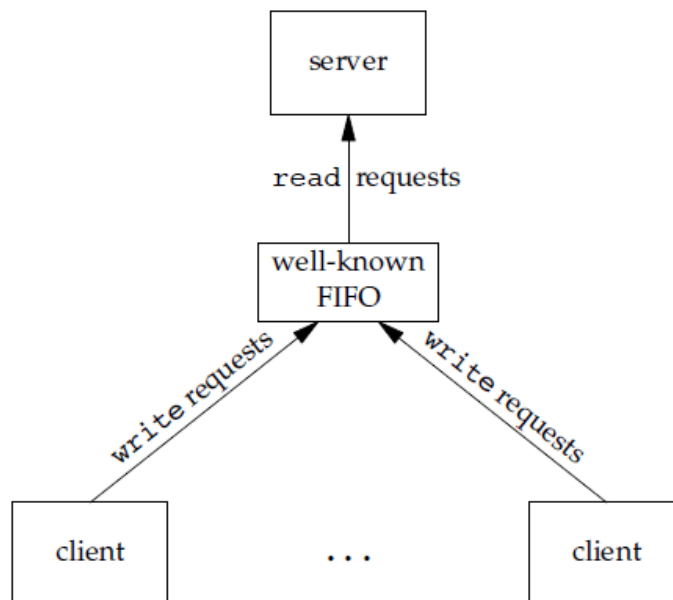 server
read requests
well-known
FIFO
write requests
write requests
client
...
client